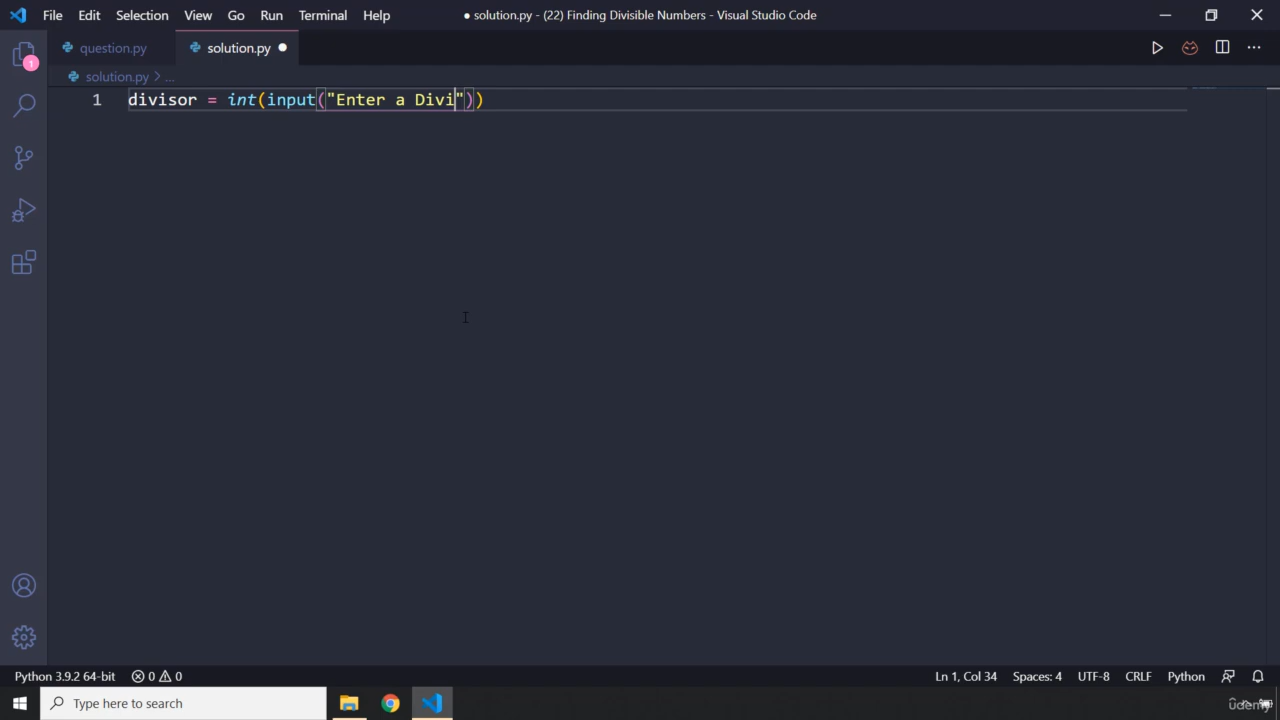 File Edit Selection View Go Run Terminal Help ● solution.py - (22) Finding Divisible Numbers - Visual Studio Code
question.py solution.py ●
solution.py > ...
1 divisor = int(input("Enter a Divi"))
1
Python 3.9.2 64-bit 0 0 Ln 1, Col 34 Spaces: 4 UTF-8 CRLF Python
Type here to search
Udemy